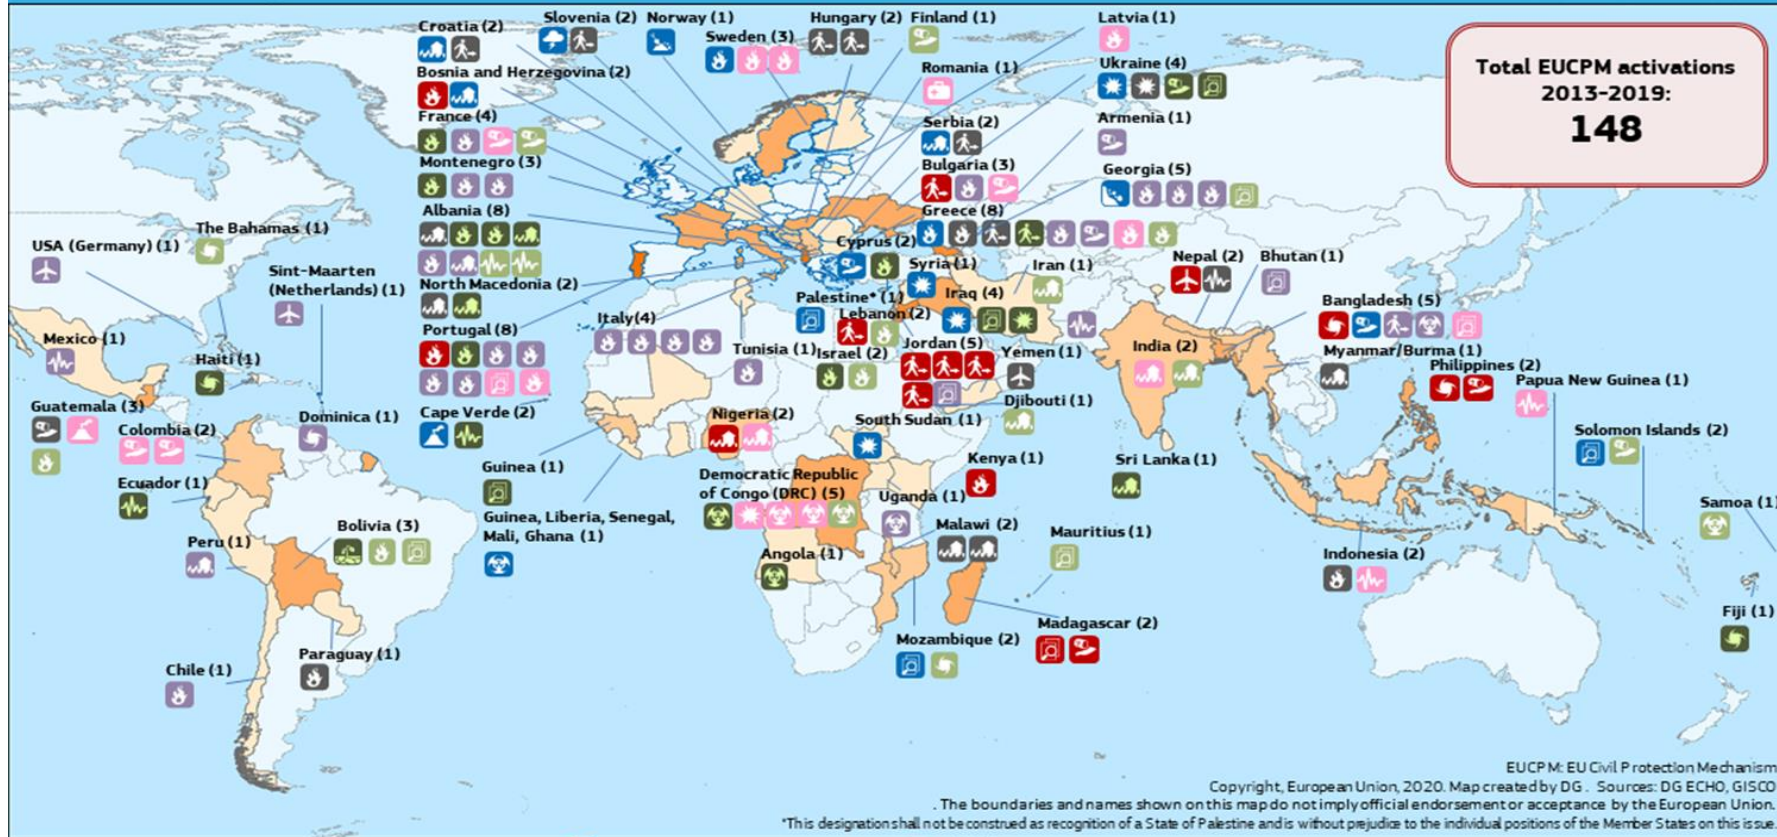 Croatia (2)
Slovenia (2)
Norway (1)
Sweden (3)
Hungary (2)
Finland (1)
Latvia (1)
Total EUCPM activations
2013-2019:
148
Bosnia and Herzegovina (2)
Romania (1)
Ukraine (4)
France (4)
Serbia (2)
Armenia (1)
Montenegro (3)
Bulgaria (3)
Georgia (5)
Albania (8)
Greece (8)
USA (Germany) (1)
The Bahamas (1)
Sint-Maarten
(Netherlands) (1)
Cyprus (2)
Syria (1)
Iran (1)
Nepal (2)
Bhutan (1)
North Macedonia (2)
Palestine* (1)
Iraq (4)
Bangladesh (5)
Lebanon (2)
Portugal (8)
Italy(4)
Mexico (1)
Haiti (1)
Tunisia (1)
Israel (2)
Jordan (5)
Yemen (1)
India (2)
Myanmar/Burma (1)
Philippines (2)
Papua New Guinea (1)
Guatemala (3)
Colombia (2)
Dominica (1)
Cape Verde (2)
Nigeria (2)
South Sudan (1)
Djibouti (1)
Solomon Islands (2)
Ecuador (1)
Guinea (1)
Democratic Republic
of Congo (DRC) (5)
Kenya (1)
Sri Lanka (1)
Uganda (1)
Samoa (1)
Guinea, Liberia, Senegal,
Mali, Ghana (1)
Bolivia (3)
Peru (1)
Angola (1)
Malawi (2)
Mauritius (1)
Indonesia (2)
Fiji (1)
Mozambique (2)
Madagascar (2)
Paraguay (1)
Chile (1)
EUCPM: EU Civil Protection Mechanism
Copyright, European Union, 2020. Map created by DG . Sources: DG ECHO, GISCO
. The boundaries and names shown on this map do not imply official endorsement or acceptance by the European Union.
*This designation shall not be construed as recognition of a State of Palestine and is without prejudice to the individual positions of the Member States on this issue.